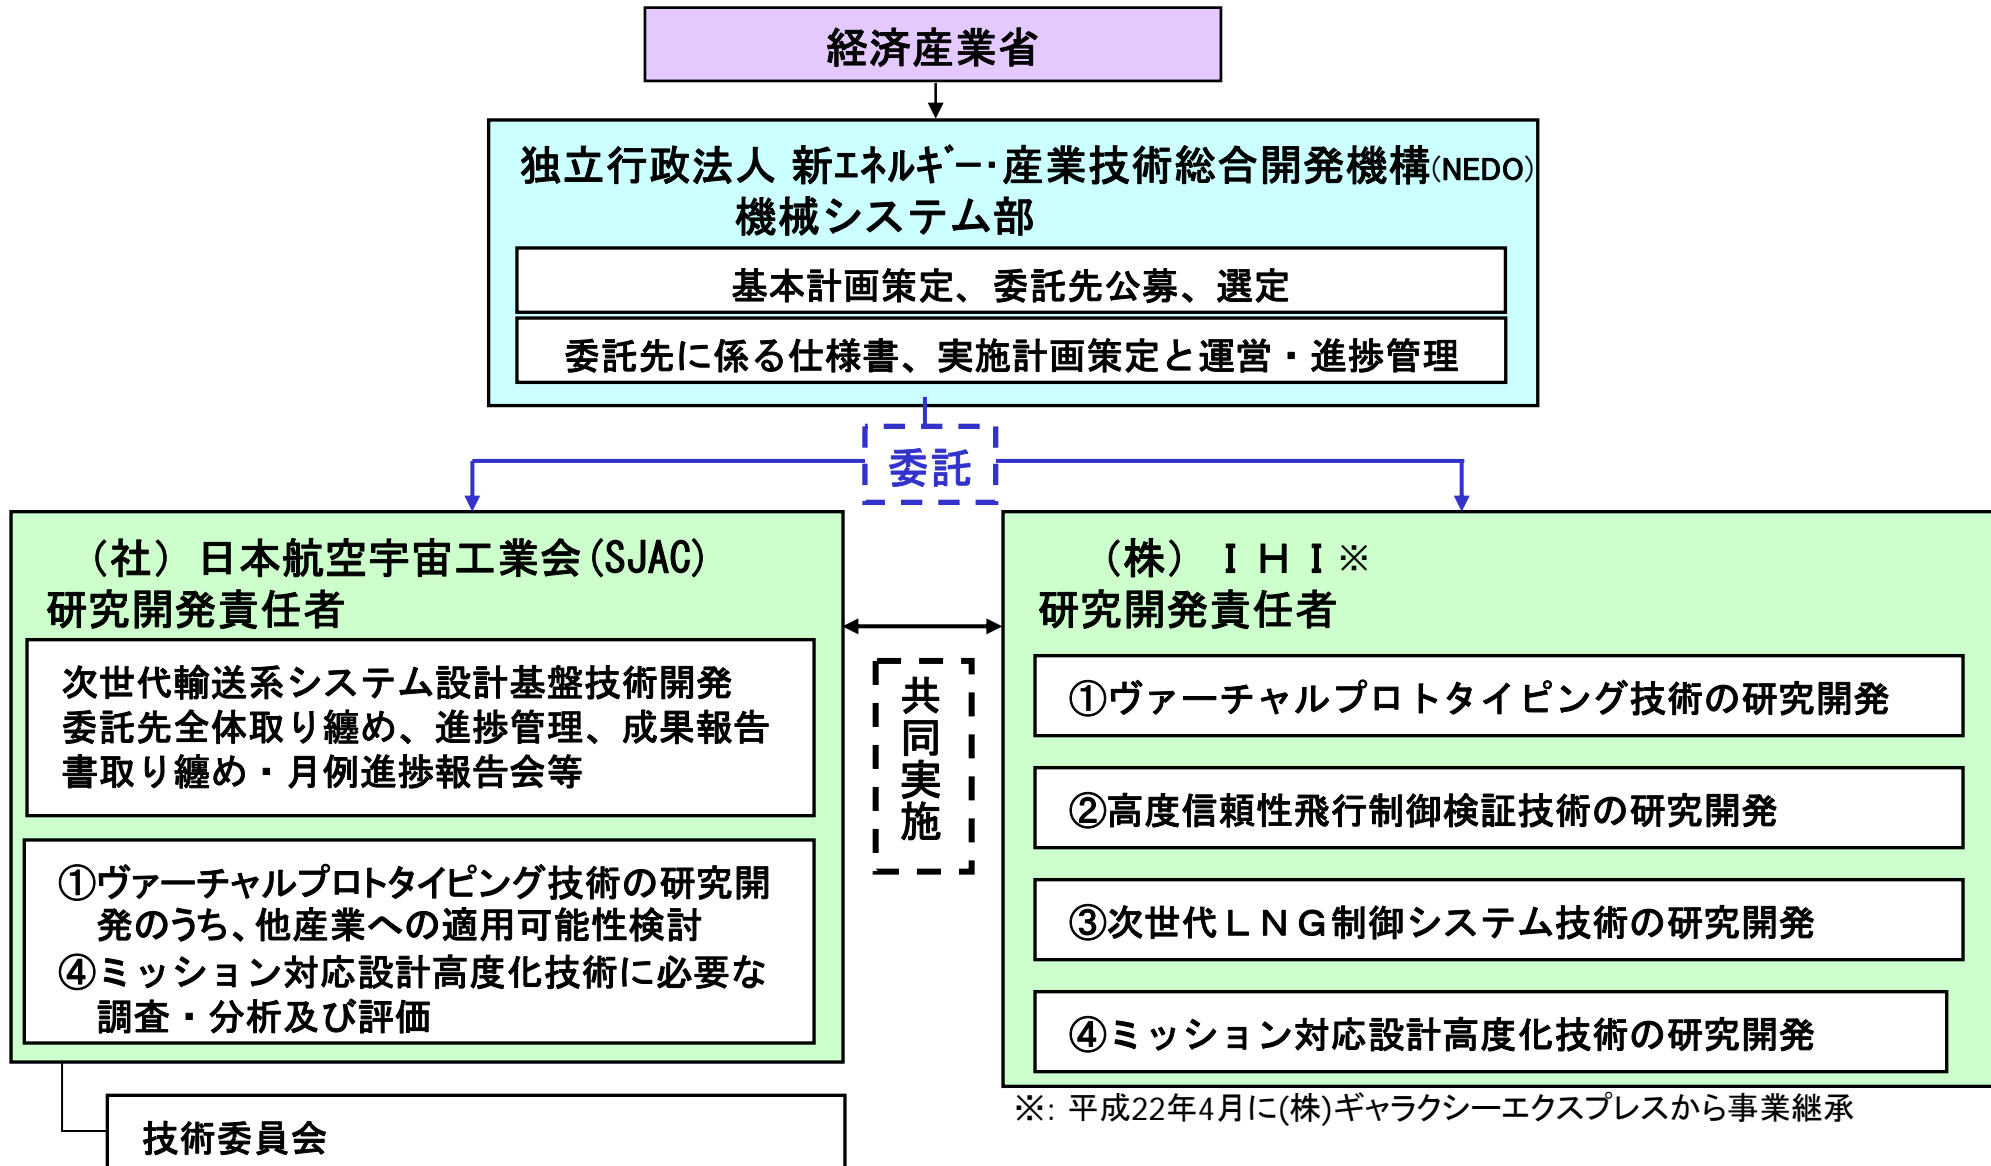 経済産業省
独立行政法人 新エネルギー・産業技術総合開発機構(NEDO)
機械システム部
基本計画策定、委託先公募、選定
委託先に係る仕様書、実施計画策定と運営・進捗管理
委託
（社）日本航空宇宙工業会(SJAC)
研究開発責任者
次世代輸送系システム設計基盤技術開発
委託先全体取り纏め、進捗管理、成果報告
書取り纏め・月例進捗報告会等
①ヴァーチャルプロトタイピング技術の研究開
発のうち、他産業への適用可能性検討
④ミッション対応設計高度化技術に必要な
調査・分析及び評価
技術委員会
共同実施
（株）ＩＨＩ※
研究開発責任者
①ヴァーチャルプロトタイピング技術の研究開発
②高度信頼性飛行制御検証技術の研究開発
③次世代ＬＮＧ制御システム技術の研究開発
④ミッション対応設計高度化技術の研究開発
※: 平成22年4月に(株)ギャラクシーエクスプレスから事業継承